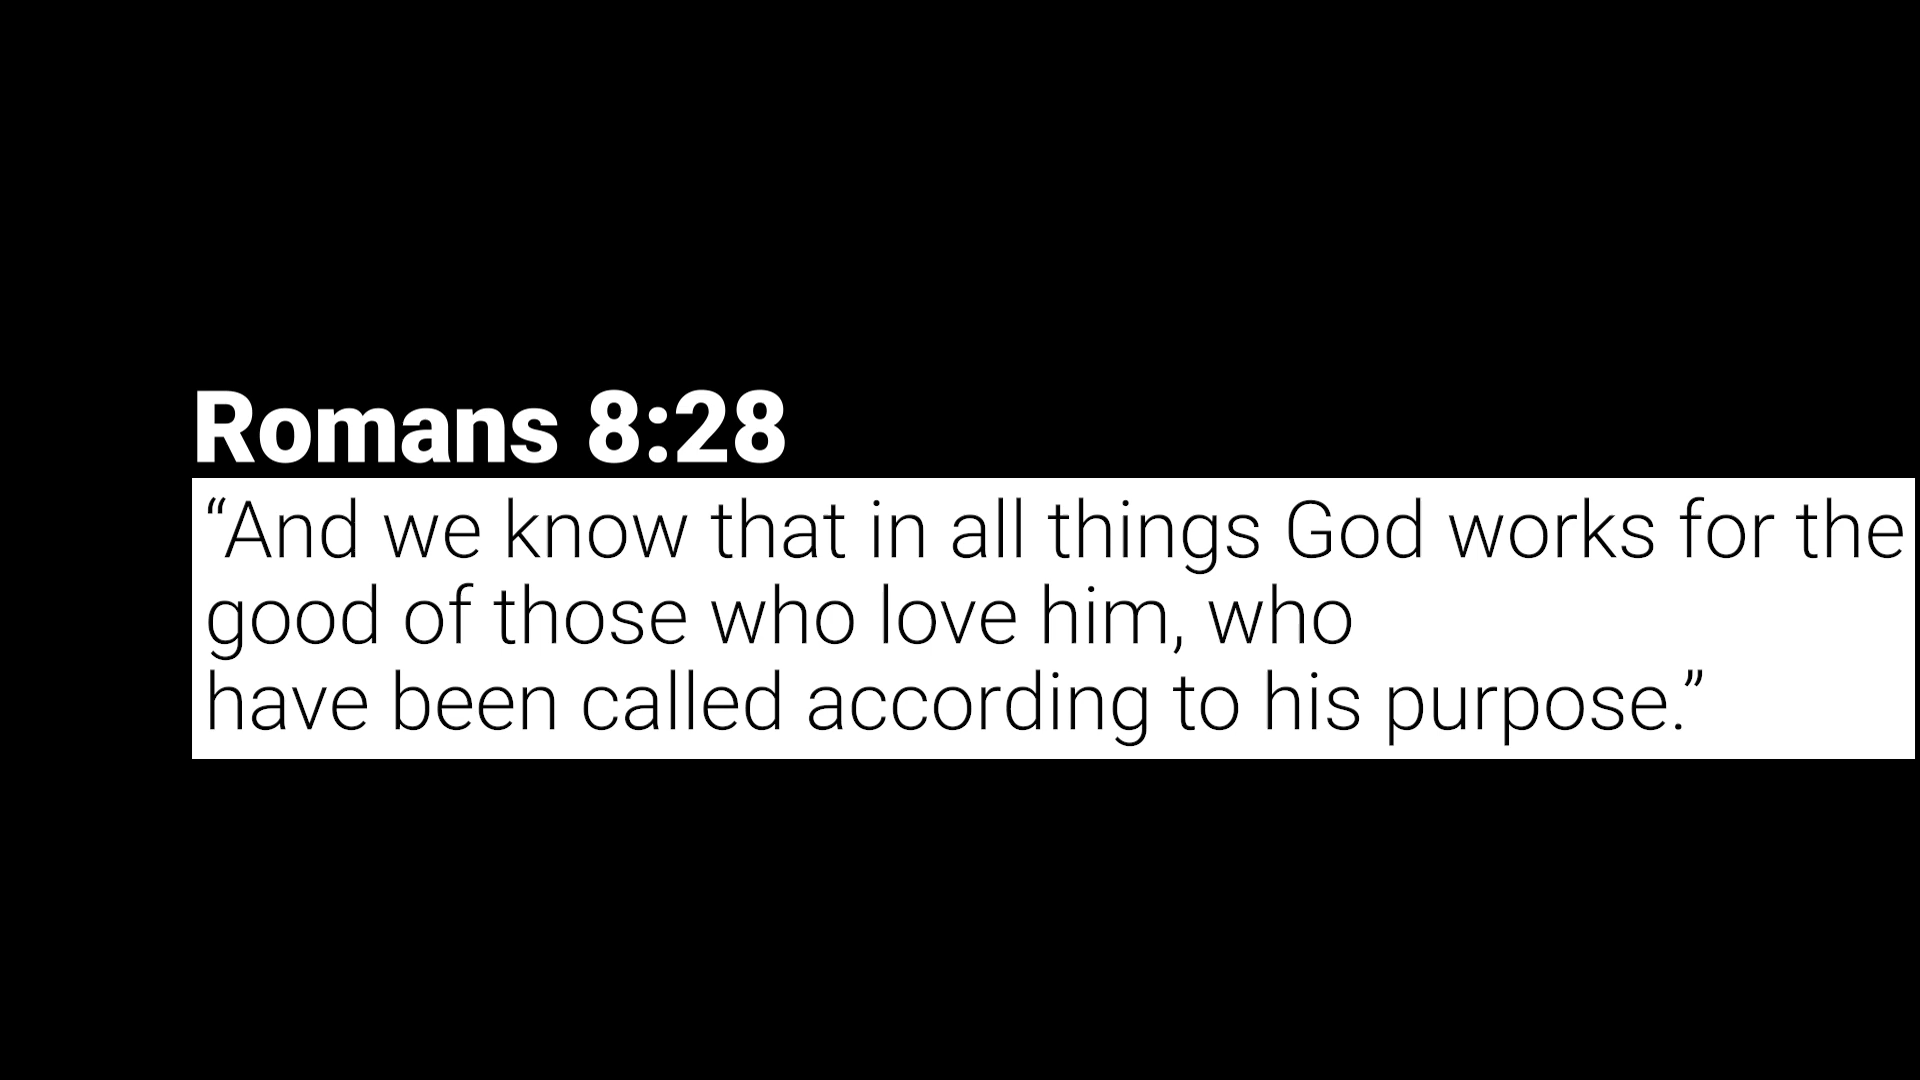 Romans 8:28
“And we know that in all things God works for the
good of those who love him, who
have been called according to his purpose.”